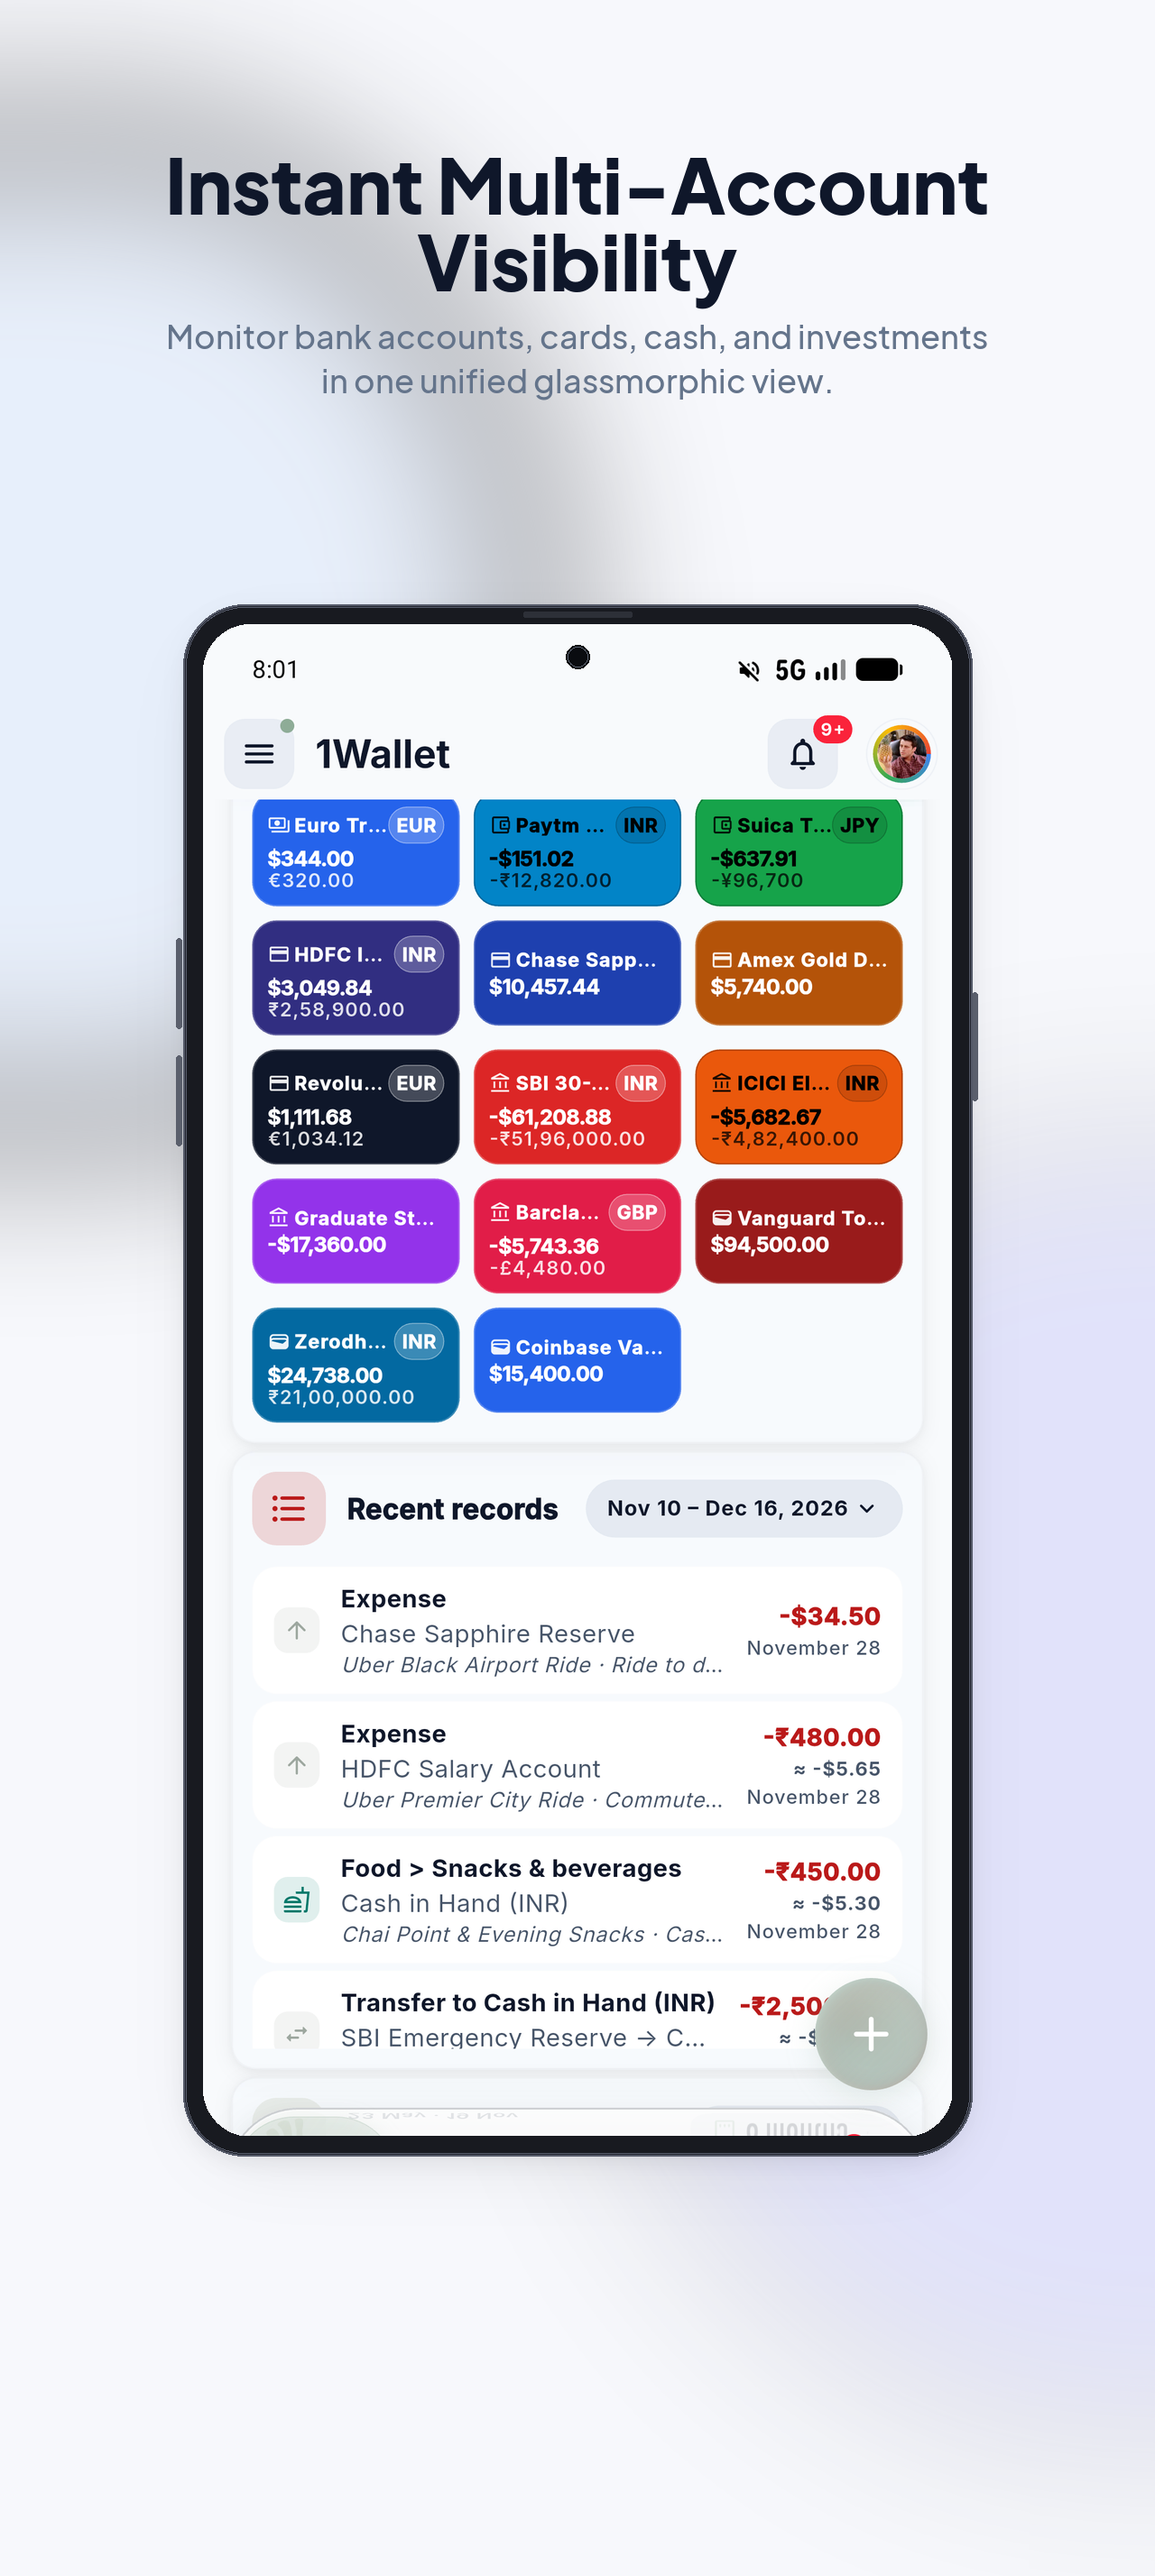 Instant Multi-Account
Visibility
Monitor bank accounts, cards, cash, and investments
in one unified glassmorphic view.
8:01
5G
1Wallet
9+
Euro Tr... EUR
$344.00
€320.00
Paytm ... INR
-$151.02
-₹12,820.00
Suica T... JPY
-$637.91
-¥96,700
HDFC I... INR
$3,049.84
₹2,58,900.00
Chase Sapp...
$10,457.44
Amex Gold D...
$5,740.00
Revolu... EUR
$1,111.68
€1,034.12
SBI 30-... INR
-$61,208.88
-₹51,96,000.00
ICICI El... INR
-$5,682.67
-₹4,82,400.00
Graduate St...
-$17,360.00
Barcla... GBP
-$5,743.36
-£4,480.00
Vanguard To...
$94,500.00
Zerodh... INR
$24,738.00
₹21,00,000.00
Coinbase Va...
$15,400.00
Recent records
Nov 10 – Dec 16, 2026
Expense
Chase Sapphire Reserve
Uber Black Airport Ride · Ride to d...
-$34.50
November 28
Expense
HDFC Salary Account
Uber Premier City Ride · Commute...
-₹480.00
≈ -$5.65
November 28
Food > Snacks & beverages
Cash in Hand (INR)
Chai Point & Evening Snacks · Cas...
-₹450.00
≈ -$5.30
November 28
Transfer to Cash in Hand (INR)
SBI Emergency Reserve → C...
-₹2,50
≈ -$